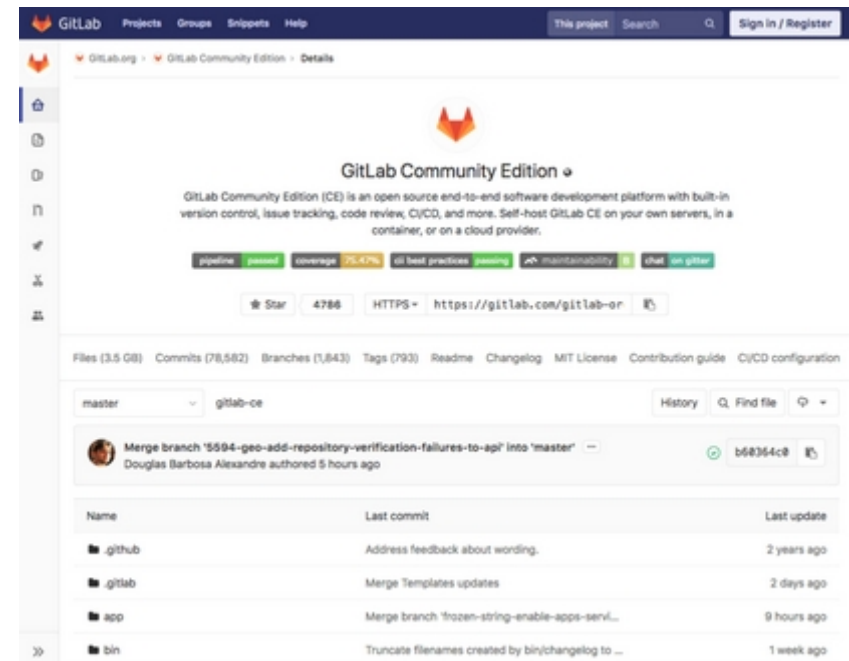 GitLab Projects Groups Snippets Help This project Search Sign in / Register
GitLab.org > GitLab Community Edition > Details
GitLab Community Edition
GitLab Community Edition (CE) is an open source end-to-end software development platform with built-in
version control, issue tracking, code review, CI/CD, and more. Self-host GitLab CE on your own servers, in a
container, or on a cloud provider.
pipeline passed coverage 75.47% cii best practices passing maintainability B chat on gitter
Star 4786 HTTPS https://gitlab.com/gitlab-or
Files (3.5 GB) Commits (78,582) Branches (1,843) Tags (793) Readme Changelog MIT License Contribution guide CI/CD configuration
master gitlab-ce History Find file
Merge branch '5594-geo-add-repository-verification-failures-to-api' into 'master'
Douglas Barbosa Alexandre authored 5 hours ago b60364c0
Name Last commit Last update
.github Address feedback about wording. 2 years ago
.gitlab Merge Templates updates 2 days ago
app Merge branch 'frozen-string-enable-apps-servi... 9 hours ago
bin Truncate filenames created by bin/changelog to ... 1 week ago